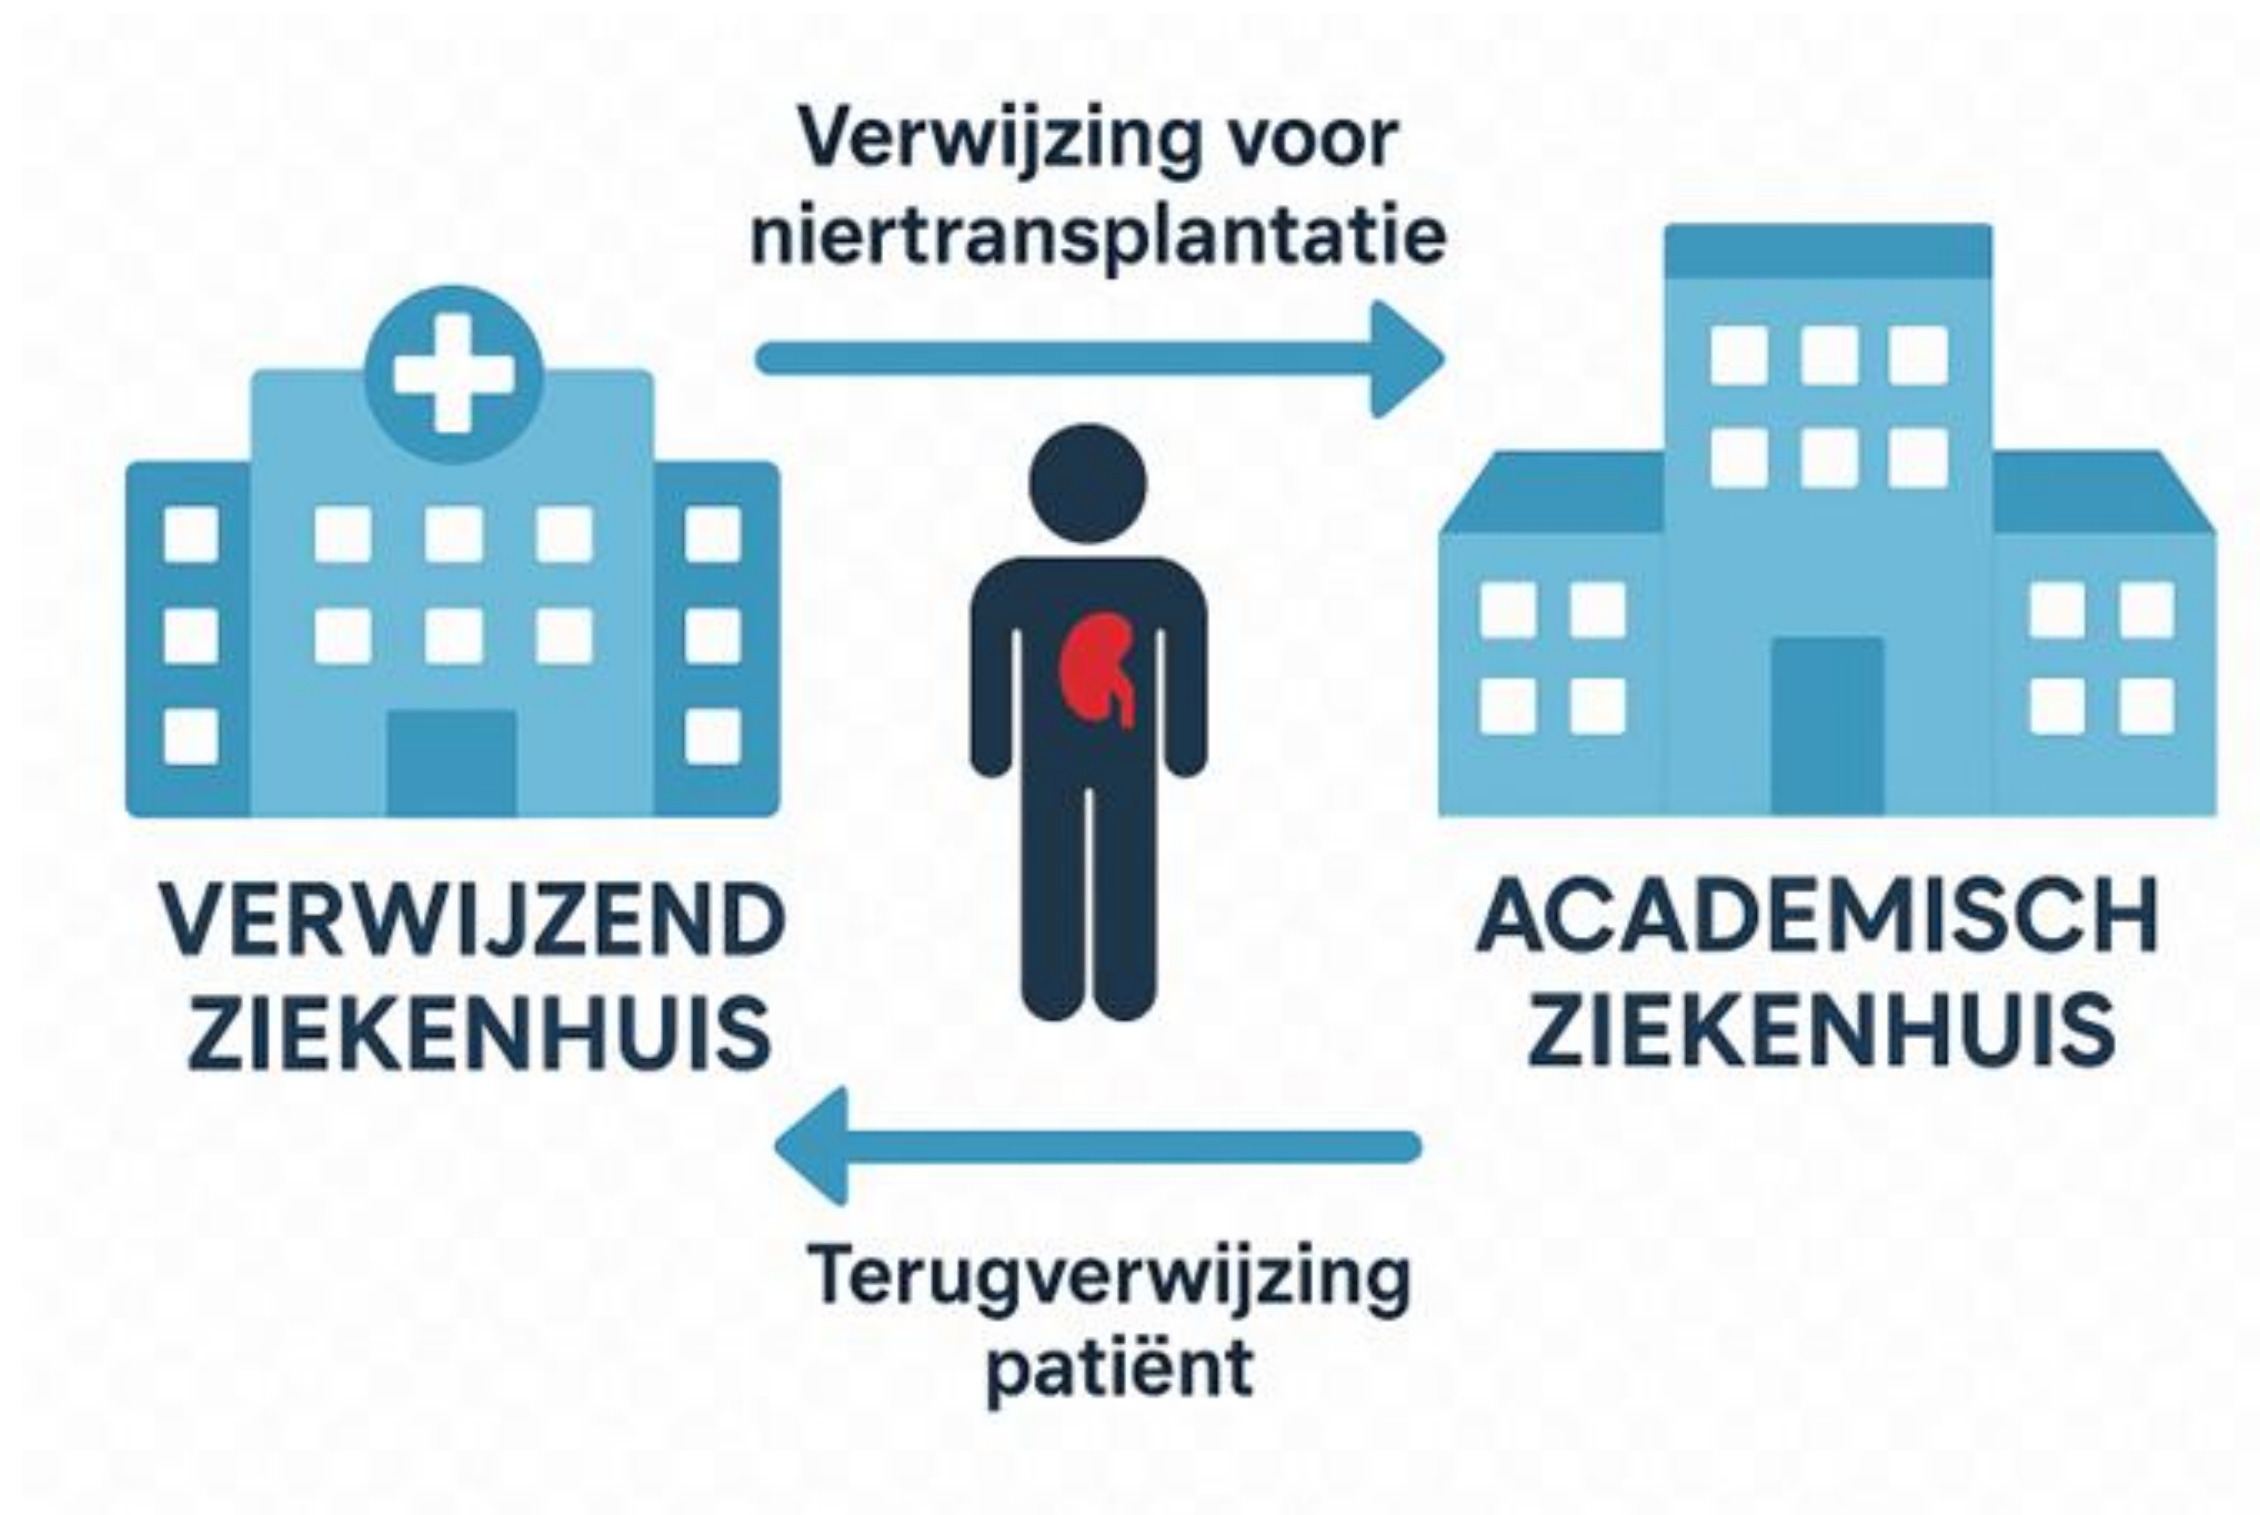 Verwijzing voor
niertransplantatie
VERWIJZEND
ZIEKENHUIS
ACADEMISCH
ZIEKENHUIS
Terugverwijzing
patiënt